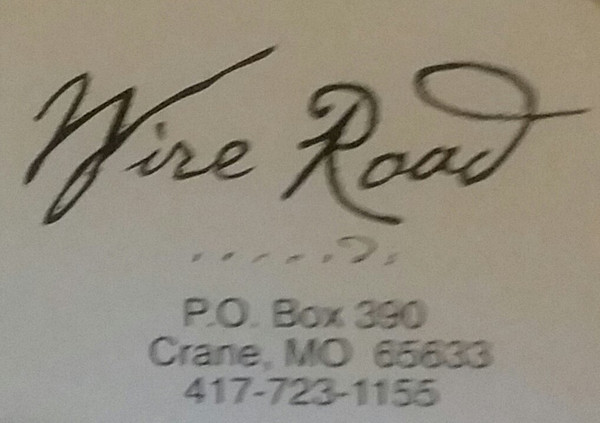 Wire Road
P.O. Box 390
Crane, MO 65633
417-723-1155